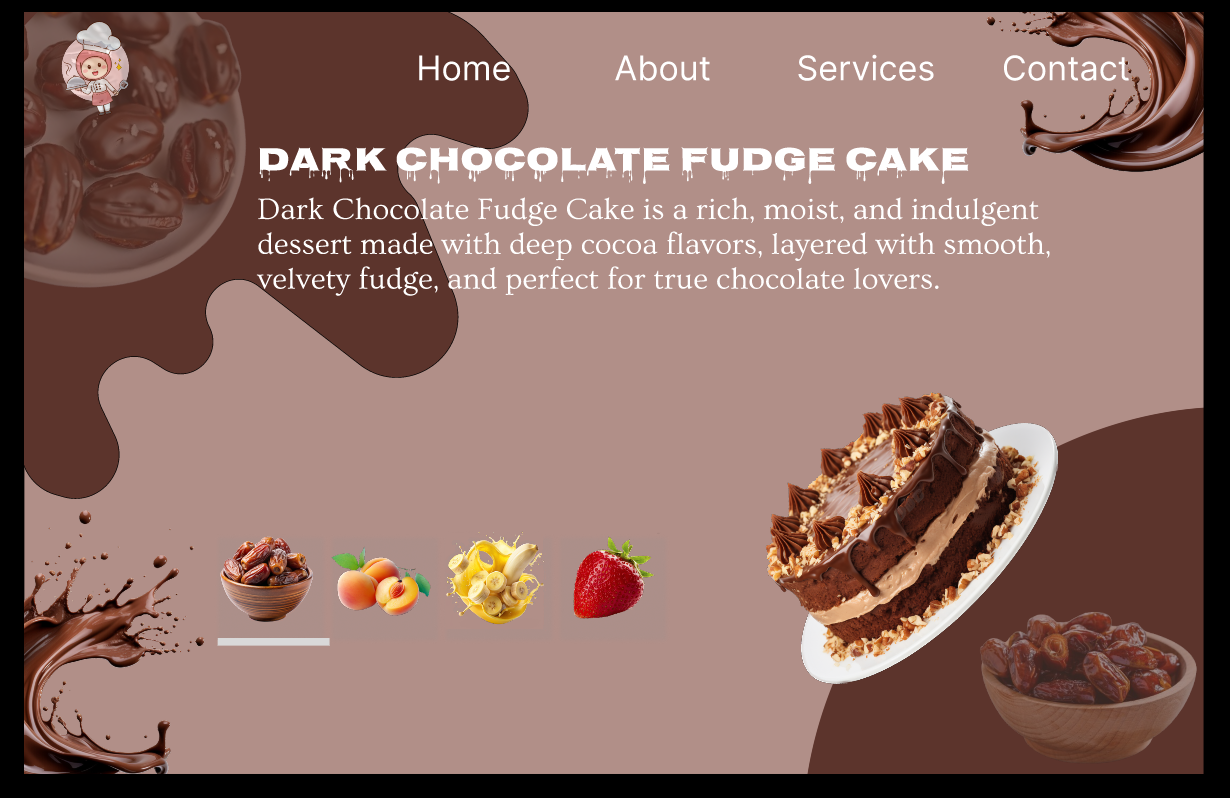 Home About Services Contact
DARK CHOCOLATE FUDGE CAKE
Dark Chocolate Fudge Cake is a rich, moist, and indulgent
dessert made with deep cocoa flavors, layered with smooth,
velvety fudge, and perfect for true chocolate lovers.